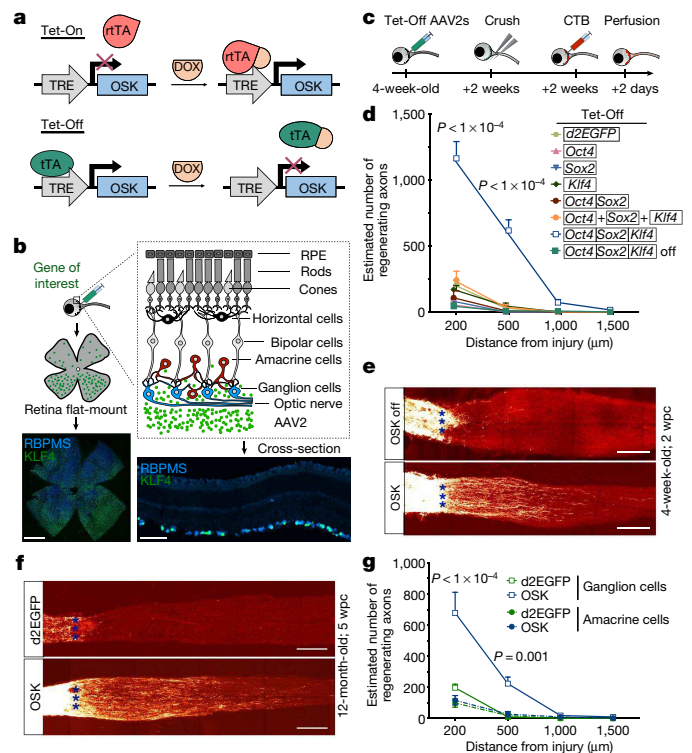 a
Tet-On
rtTA
TRE
OSK
DOX
rtTA
TRE
OSK
Tet-Off
tTA
TRE
OSK
DOX
tTA
TRE
OSK
b
Gene of
interest
Retina flat-mount
RBPMS
KLF4
RPE
Rods
Cones
Horizontal cells
Bipolar cells
Amacrine cells
Ganglion cells
Optic nerve
AAV2
Cross-section
RBPMS
KLF4
c
Tet-Off AAV2s
Crush
CTB
Perfusion
4-week-old
+2 weeks
+2 weeks
+2 days
d
Estimated number of
regenerating axons
1,500
1,000
500
0
200
500
1,000
1,500
Distance from injury (μm)
P < 1 × 10⁻⁴
P < 1 × 10⁻⁴
Tet-Off
d2EGFP
Oct4
Sox2
Klf4
Oct4 Sox2
Oct4 + Sox2 + Klf4
Oct4 Sox2 Klf4
Oct4 Sox2 Klf4 off
e
OSK off
OSK
4-week-old; 2 wpc
f
d2EGFP
OSK
12-month-old; 5 wpc
g
Estimated number of
regenerating axons
1,000
800
600
400
200
0
200
500
1,000
1,500
Distance from injury (μm)
P < 1 × 10⁻⁴
P = 0.001
d2EGFP
OSK
Ganglion cells
d2EGFP
OSK
Amacrine cells